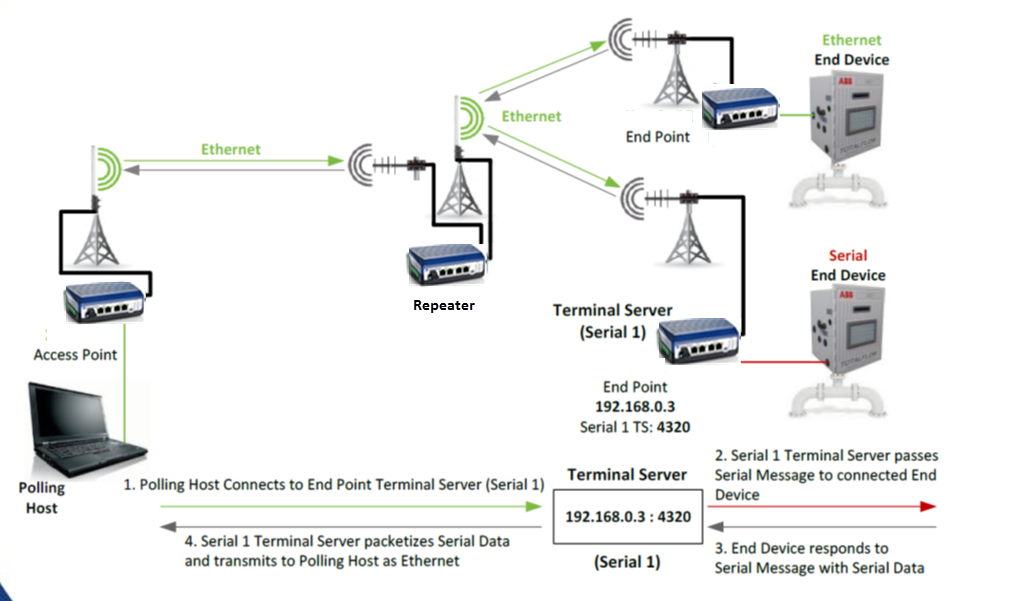 Ethernet
End Device
ABB
TOTALFLOW
End Point
Ethernet
Ethernet
Repeater
Access Point
Polling
Host
Serial
End Device
ABB
TOTALFLOW
Terminal Server
(Serial 1)
End Point
192.168.0.3
Serial 1 TS: 4320
1. Polling Host Connects to End Point Terminal Server (Serial 1)
4. Serial 1 Terminal Server packetizes Serial Data
and transmits to Polling Host as Ethernet
Terminal Server
192.168.0.3 : 4320
(Serial 1)
2. Serial 1 Terminal Server passes
Serial Message to connected End
Device
3. End Device responds to
Serial Message with Serial Data